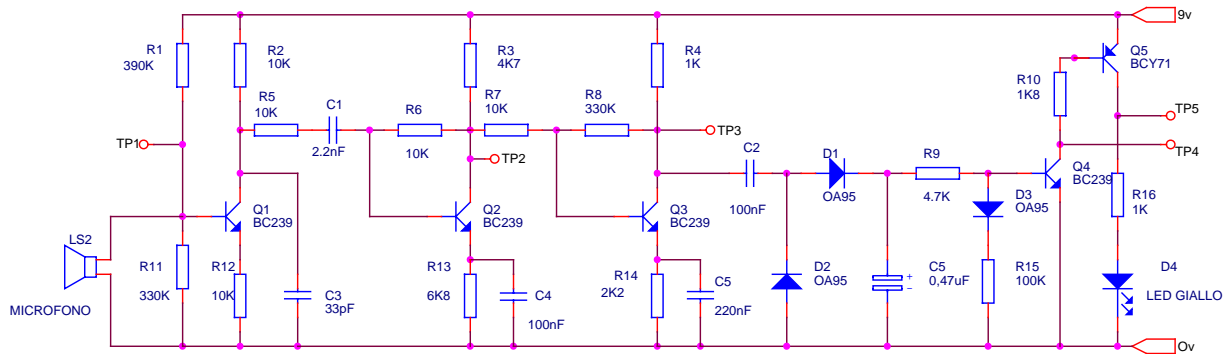 R1
390K
R2
10K
R3
4K7
R4
1K
9v
Q5
BCY71
R5
10K
C1
2.2nF
R6
10K
R7
10K
R8
330K
R10
1K8
TP1
TP2
TP3
TP5
TP4
C2
100nF
D1
OA95
R9
4.7K
Q4
BC239
D3
OA95
R16
1K
LS2
MICROFONO
Q1
BC239
Q2
BC239
Q3
BC239
R11
330K
R12
10K
C3
33pF
R13
6K8
C4
100nF
R14
2K2
C5
220nF
D2
OA95
C5
0,47uF
+
−
R15
100K
D4
LED GIALLO
Ov